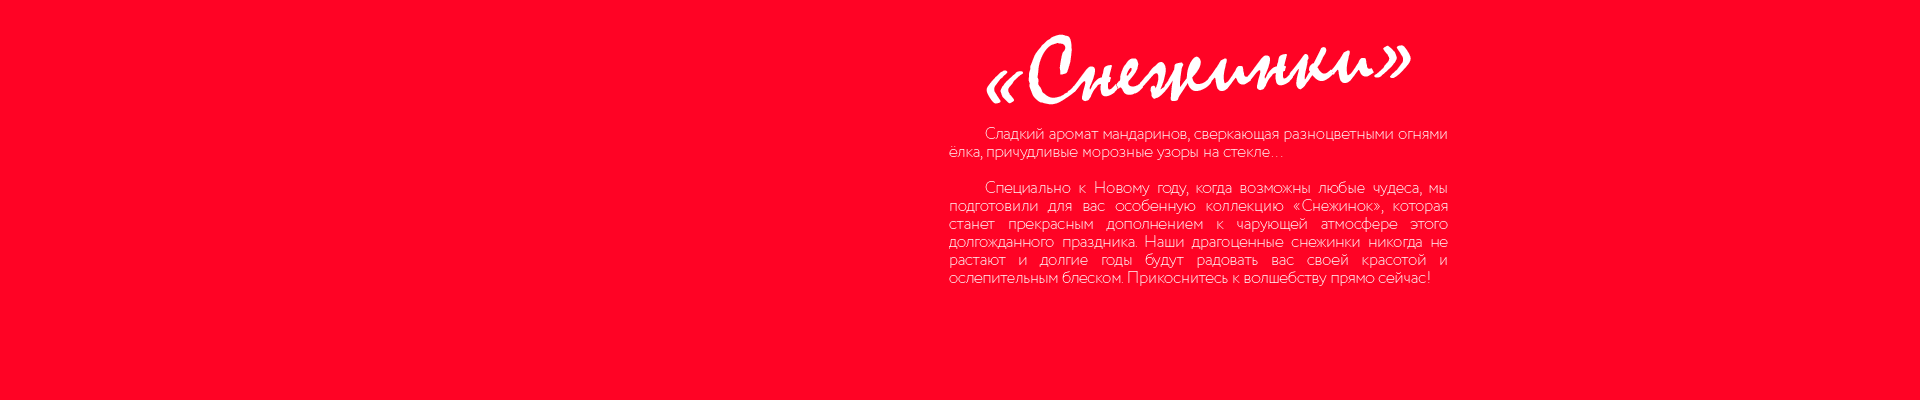 «Снежинки»
Сладкий аромат мандаринов, сверкающая разноцветными огнями
ёлка, причудливые морозные узоры на стекле...
Специально к Новому году, когда возможны любые чудеса, мы
подготовили для вас особенную коллекцию «Снежинок», которая
станет прекрасным дополнением к чарующей атмосфере этого
долгожданного праздника. Наши драгоценные снежинки никогда не
растают и долгие годы будут радовать вас своей красотой и
ослепительным блеском. Прикоснитесь к волшебству прямо сейчас!